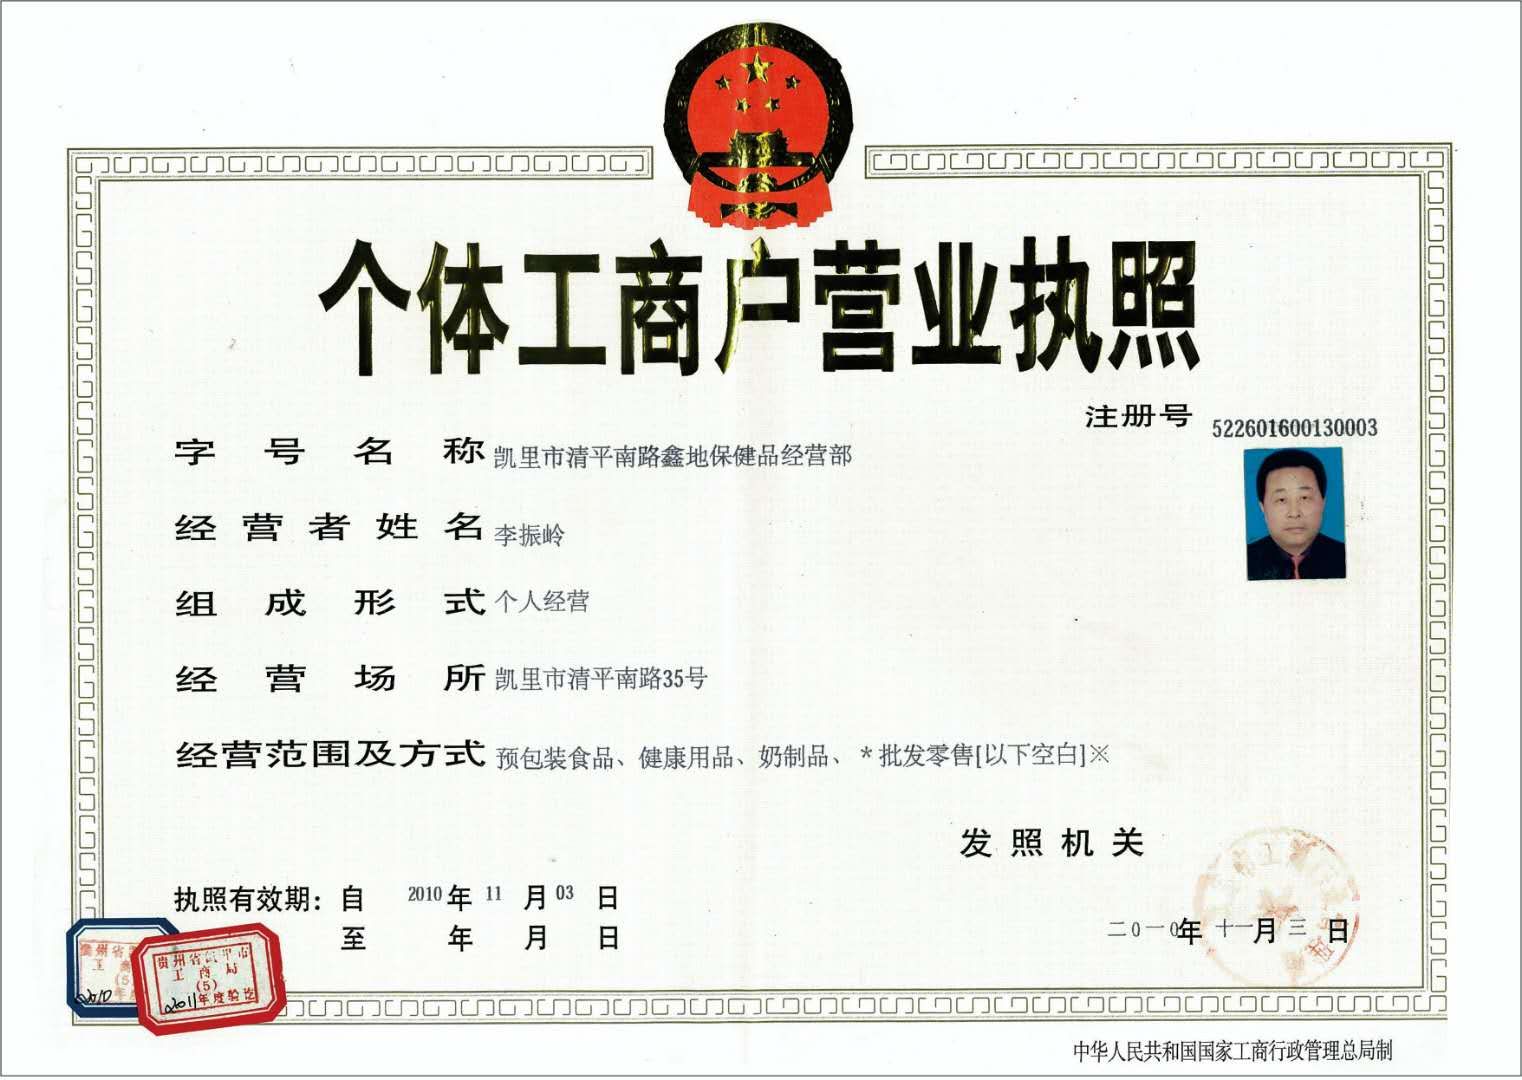 个体工商户营业执照
注册号 522601600130003
字号名称 凯里市清平南路鑫地保健品经营部
经营者姓名 李振岭
组成形式 个人经营
经营场所 凯里市清平南路35号
经营范围及方式 预包装食品、健康用品、奶制品、*批发零售[以下空白]※
发照机关
执照有效期：自 2010年 11月 03日
至 年 月 日
二0一0年 十一月 三日
贵州省
工商
(5)
2010
贵州省凯里市
工商局
(5)
2011年度验讫
中华人民共和国国家工商行政管理总局制